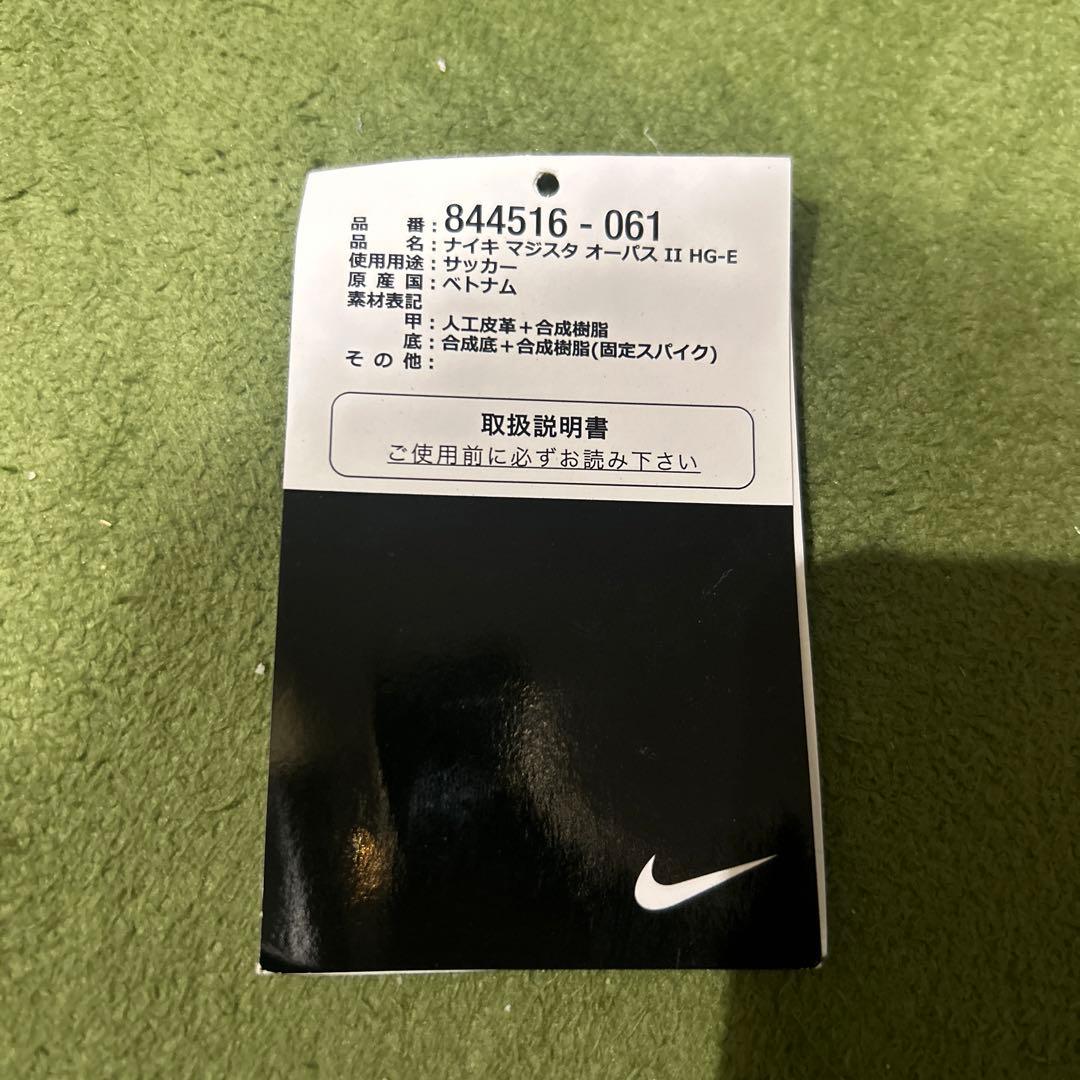 品番：844516 - 061
品名：ナイキ マジスタ オーパス II HG-E
使用用途：サッカー
原産国：ベトナム
素材表記
甲：人工皮革＋合成樹脂
底：合成底＋合成樹脂(固定スパイク)
その他：
取扱説明書
ご使用前に必ずお読み下さい